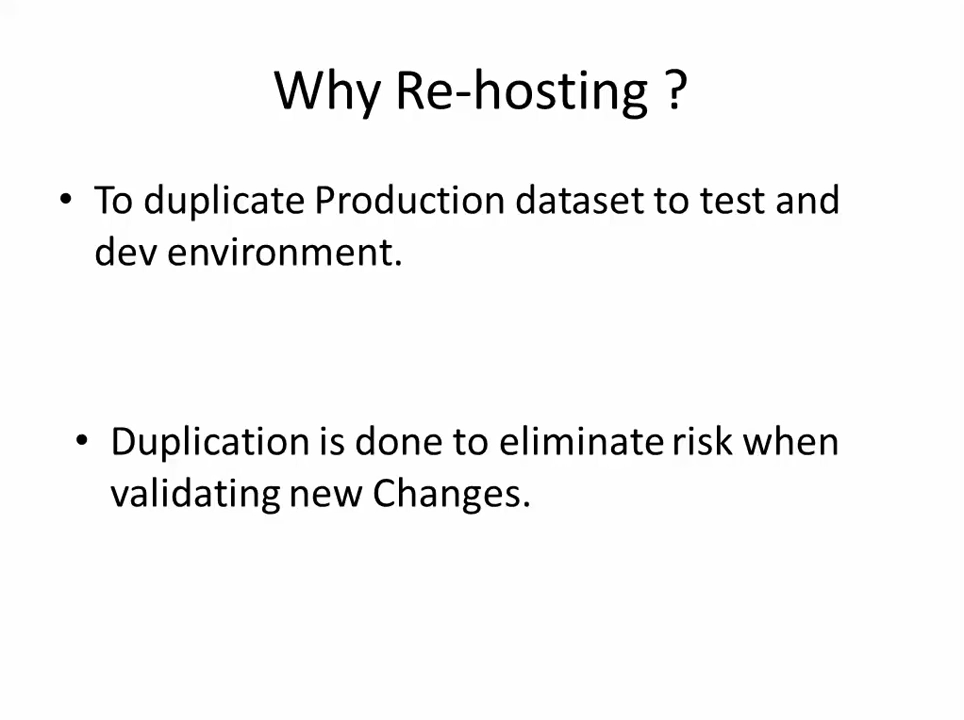 Why Re-hosting ?
• To duplicate Production dataset to test and
dev environment.
• Duplication is done to eliminate risk when
validating new Changes.